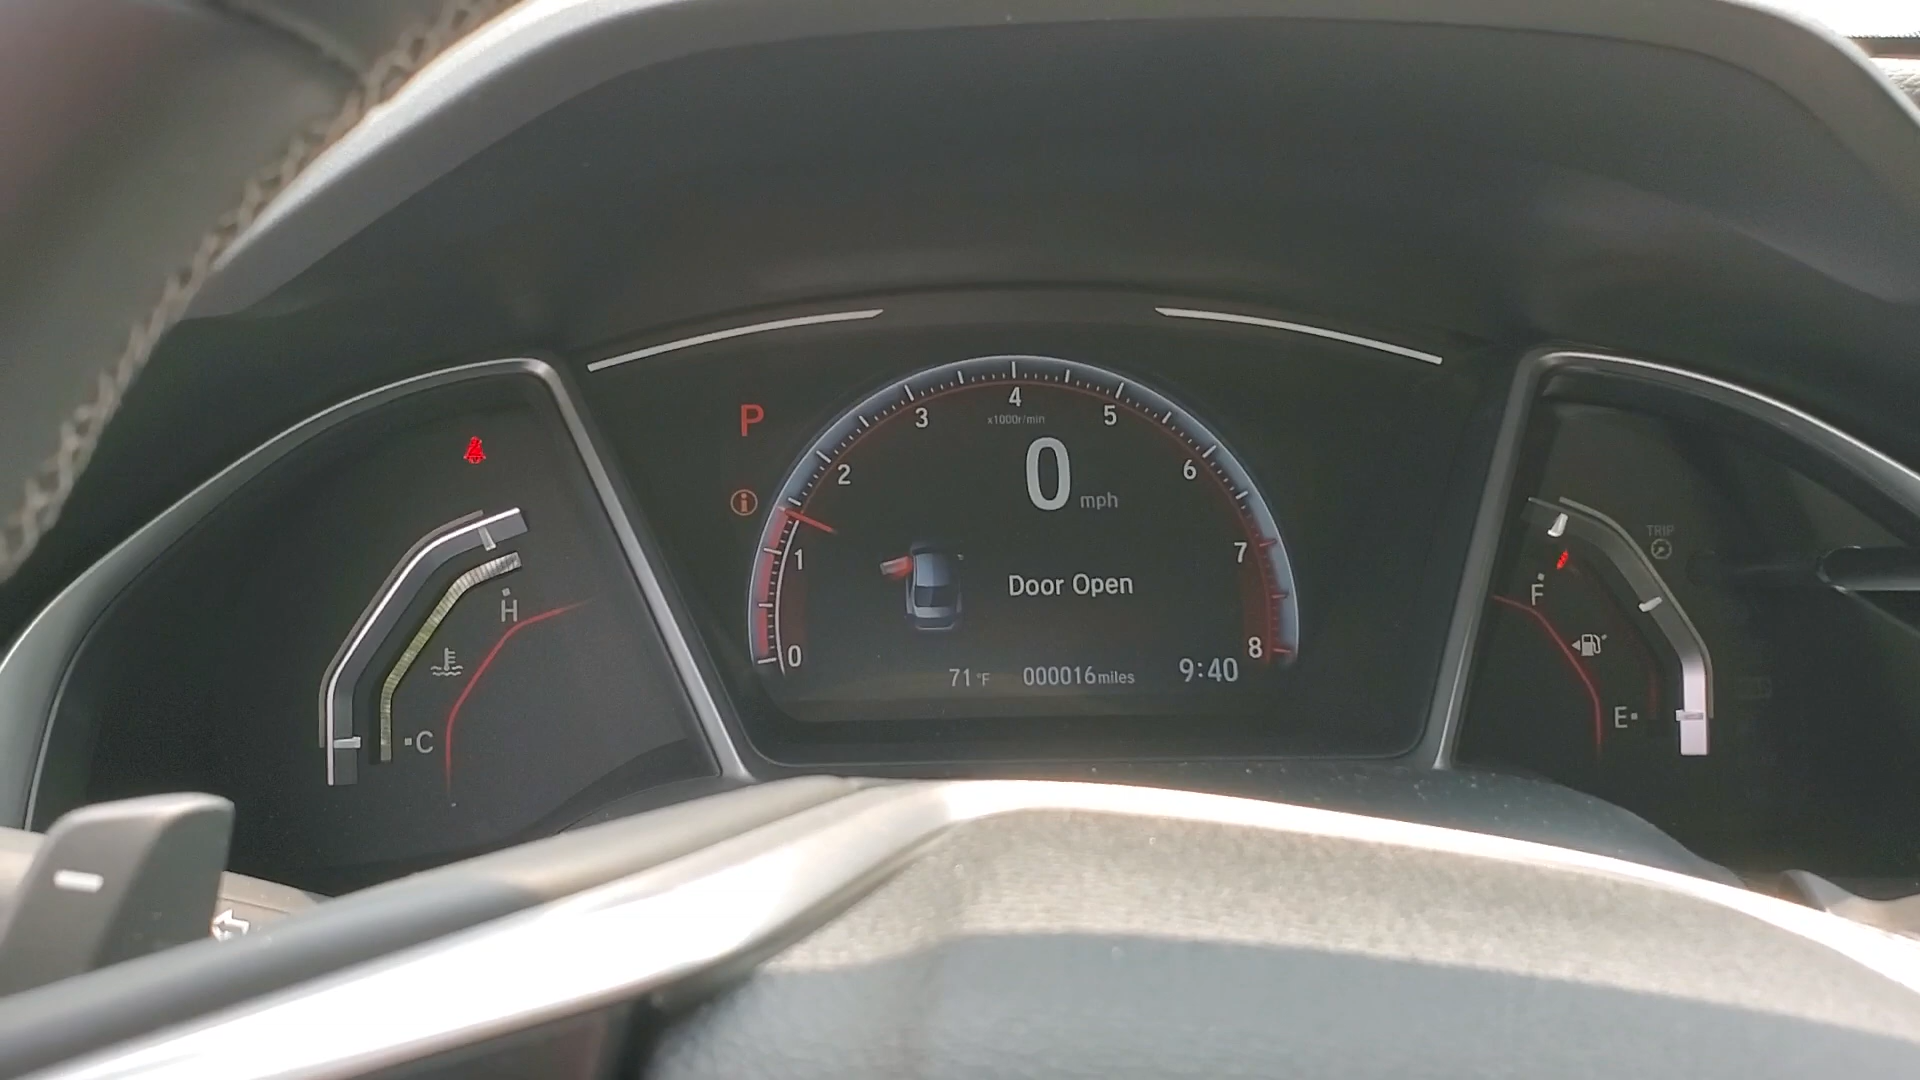 P
0 1 2 3 4 5 6 7 8
x1000r/min
0 mph
Door Open
71°F 000016miles 9:40
H
C
TRIP
F
E